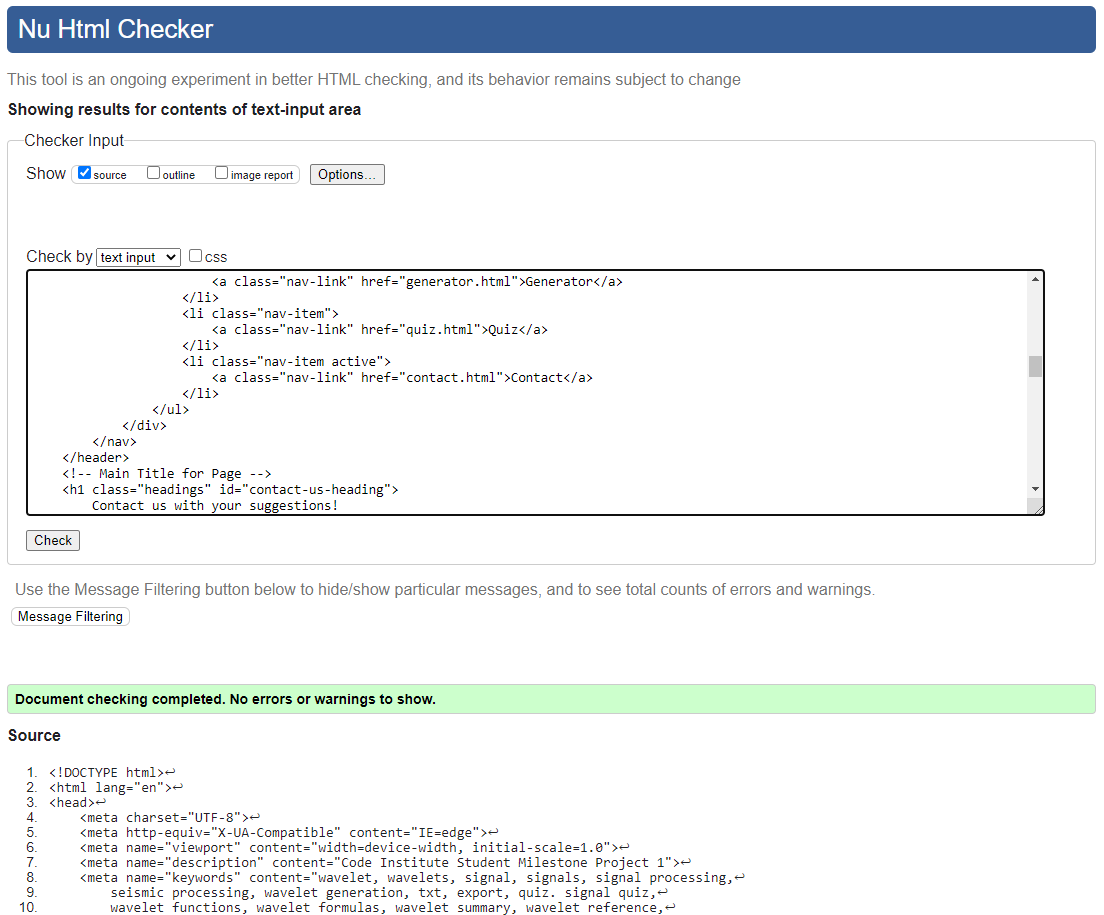 Nu Html Checker
This tool is an ongoing experiment in better HTML checking, and its behavior remains subject to change
Showing results for contents of text-input area
Checker Input
Show source outline image report Options...
Check by text input css
<a class="nav-link" href="generator.html">Generator</a>
</li>
<li class="nav-item">
<a class="nav-link" href="quiz.html">Quiz</a>
</li>
<li class="nav-item active">
<a class="nav-link" href="contact.html">Contact</a>
</li>
</ul>
</div>
</nav>
</header>
<!-- Main Title for Page -->
<h1 class="headings" id="contact-us-heading">
Contact us with your suggestions!
Check
Use the Message Filtering button below to hide/show particular messages, and to see total counts of errors and warnings.
Message Filtering
Document checking completed. No errors or warnings to show.
Source
1. <!DOCTYPE html>↩
2. <html lang="en">↩
3. <head>↩
4. <meta charset="UTF-8">↩
5. <meta http-equiv="X-UA-Compatible" content="IE=edge">↩
6. <meta name="viewport" content="width=device-width, initial-scale=1.0">↩
7. <meta name="description" content="Code Institute Student Milestone Project 1">↩
8. <meta name="keywords" content="wavelet, wavelets, signal, signals, signal processing,↩
9. seismic processing, wavelet generation, txt, export, quiz. signal quiz,↩
10. wavelet functions, wavelet formulas, wavelet summary, wavelet reference,↩